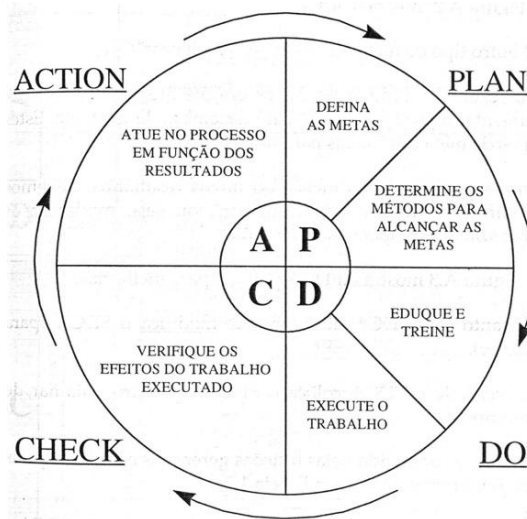 ACTION
PLAN
DEFINA
AS METAS
ATUE NO PROCESSO
EM FUNÇÃO DOS
RESULTADOS
DETERMINE OS
MÉTODOS PARA
ALCANÇAR AS
METAS
A P
C D
EDUQUE E
TREINE
VERIFIQUE OS
EFEITOS DO TRABALHO
EXECUTADO
EXECUTE O
TRABALHO
CHECK
DO